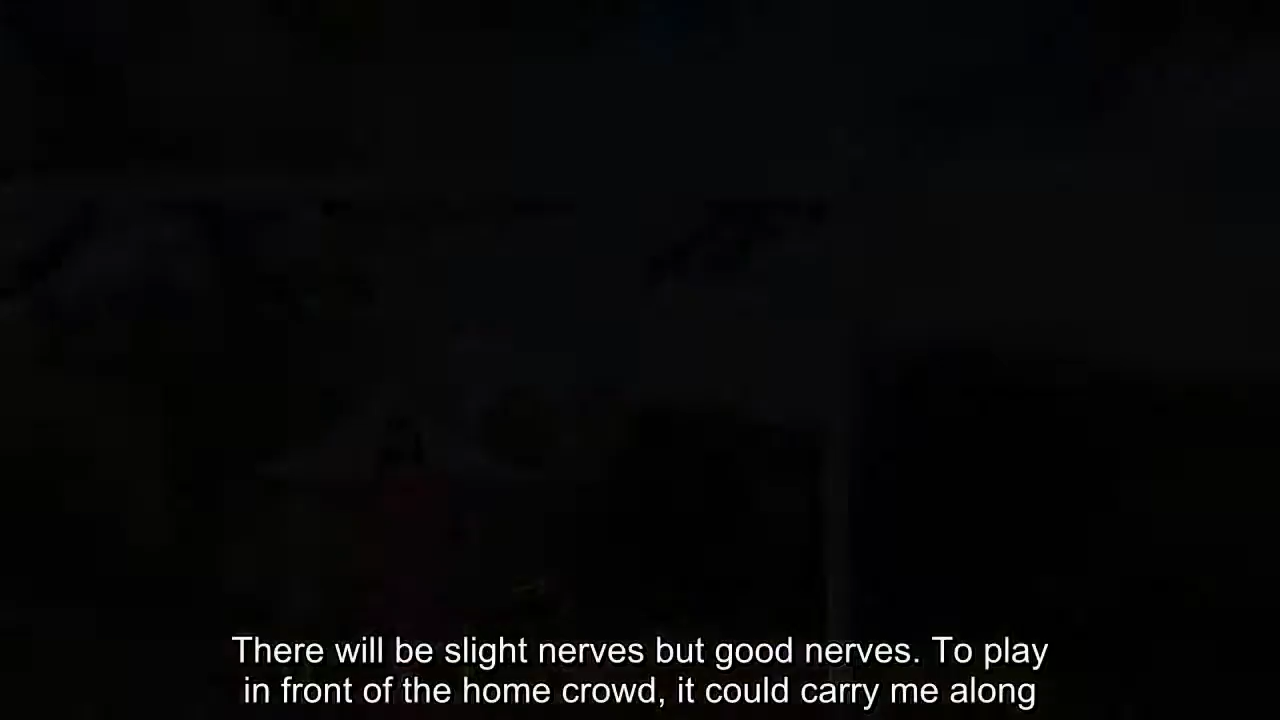 There will be slight nerves but good nerves. To play
in front of the home crowd, it could carry me along